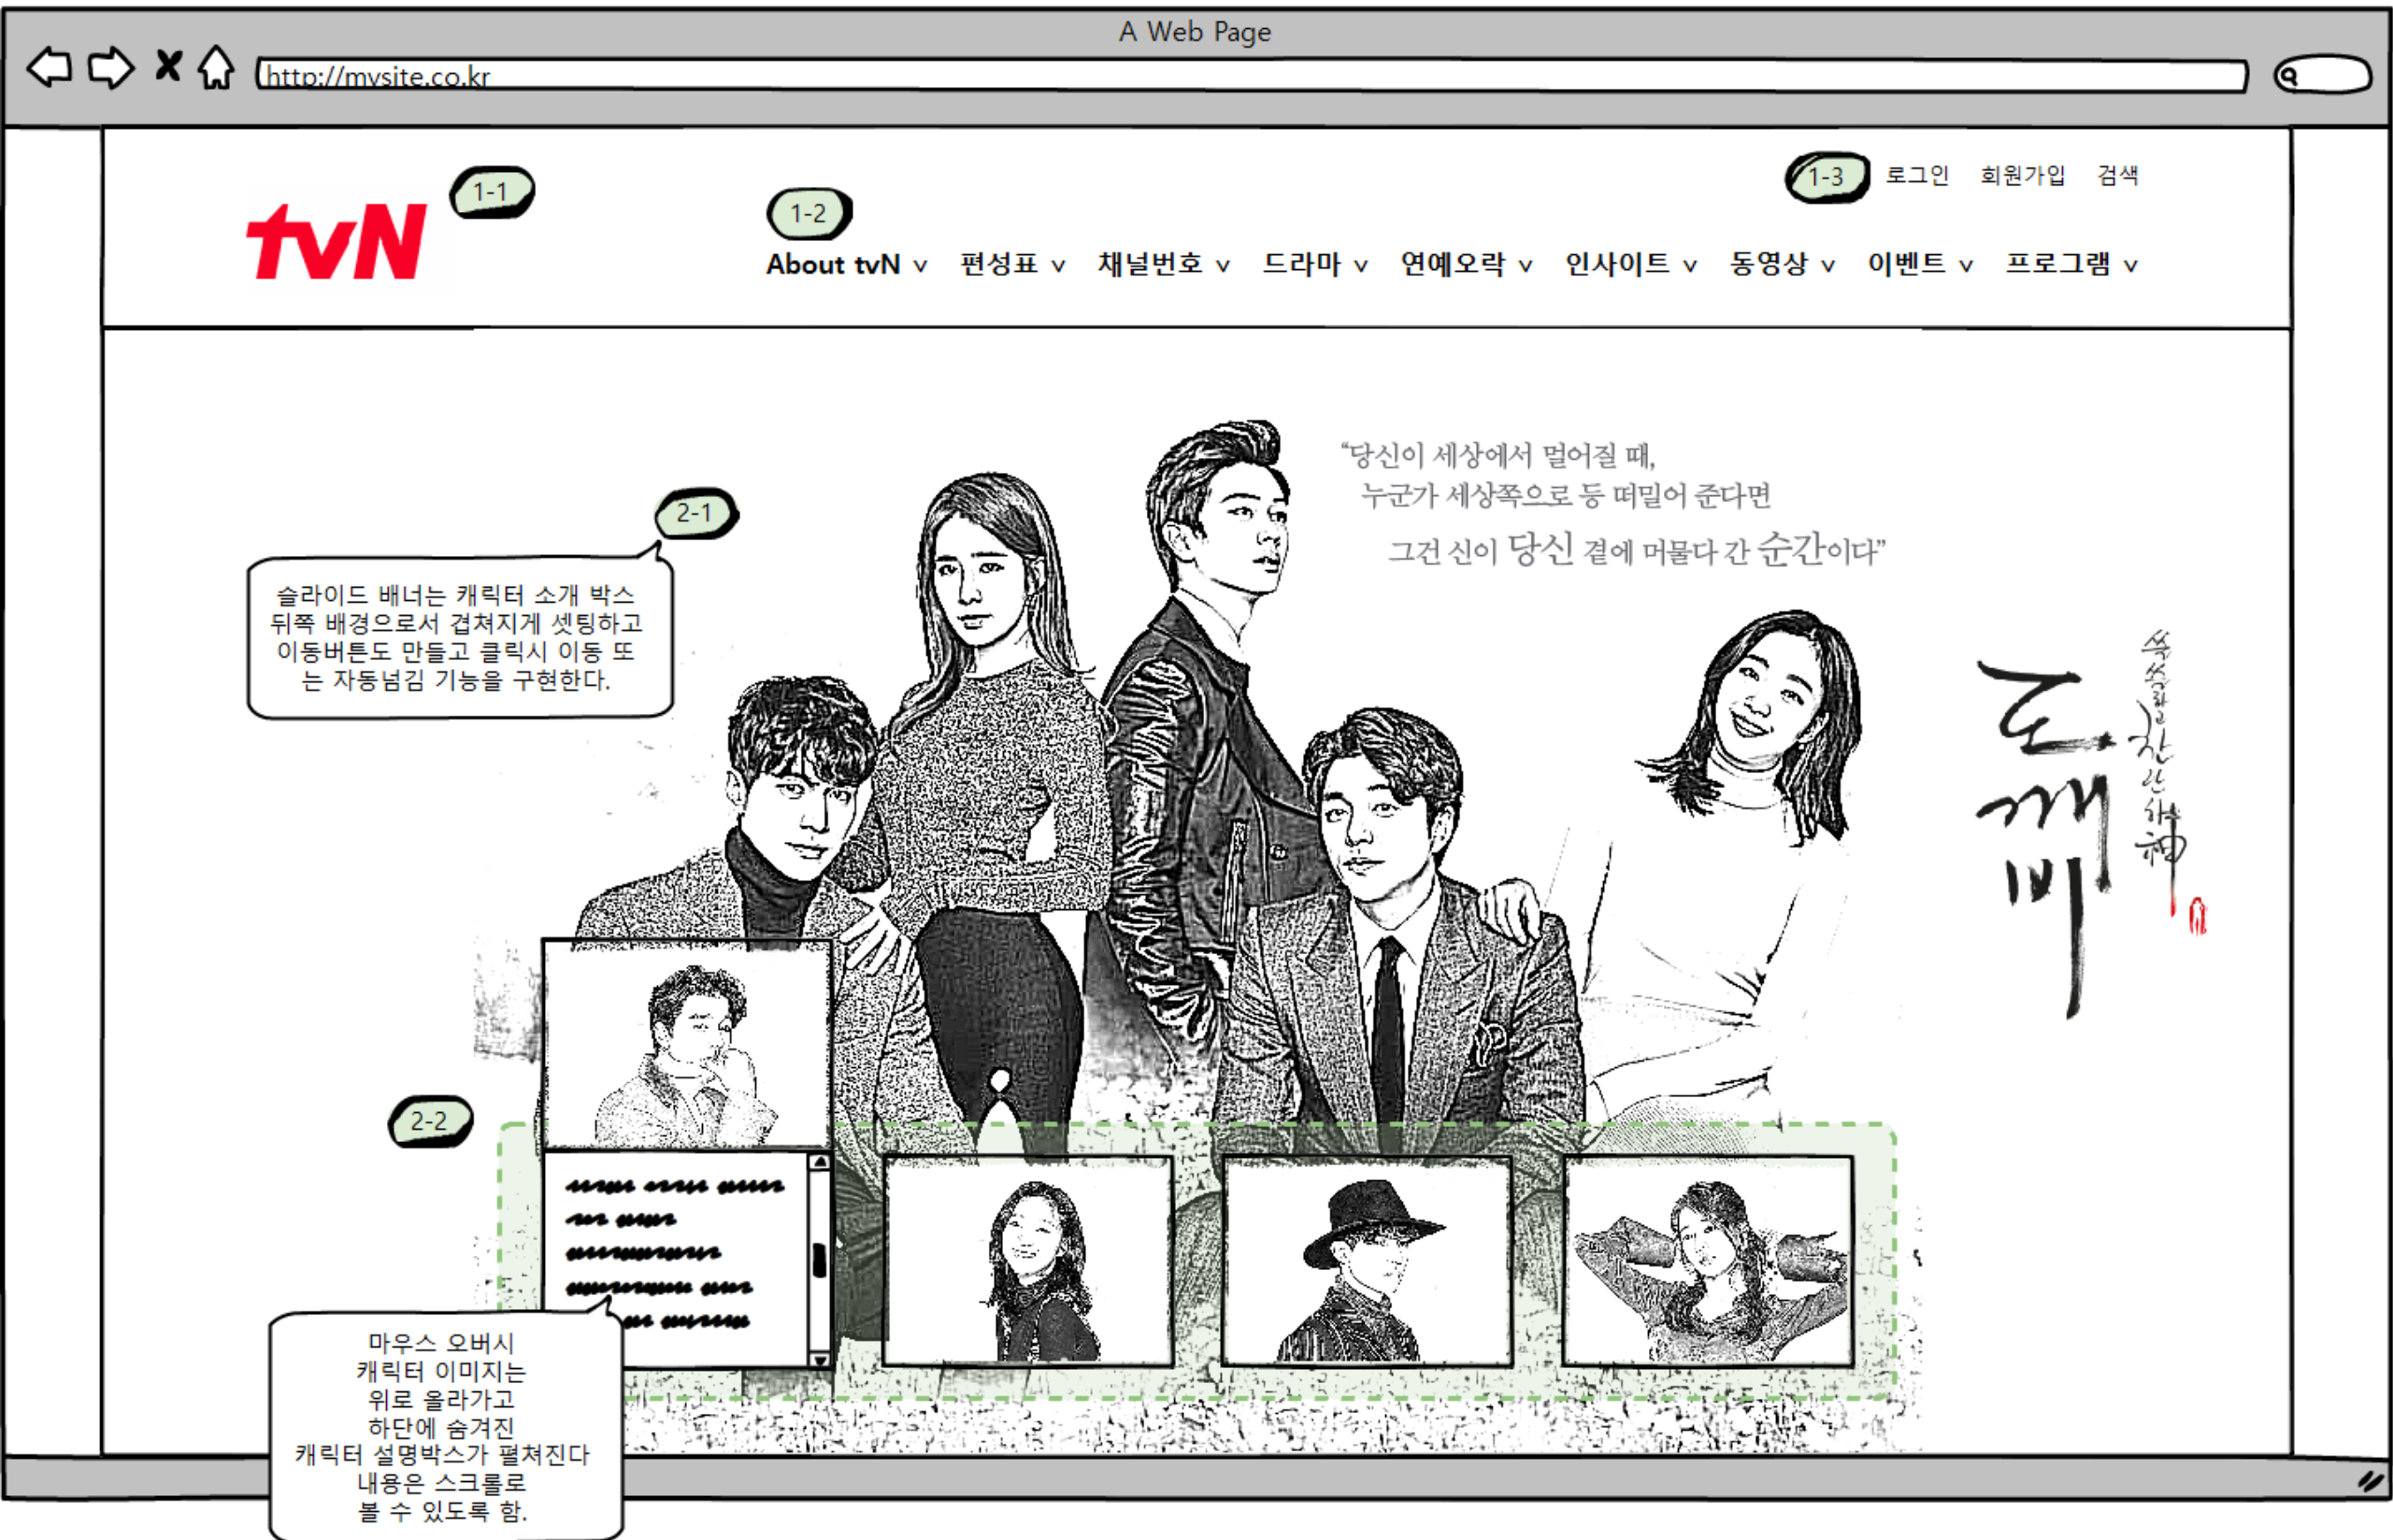 A Web Page
http://mysite.co.kr
1-3 로그인 회원가입 검색
1-1
tvN
1-2
About tvN ∨ 편성표 ∨ 채널번호 ∨ 드라마 ∨ 연예오락 ∨ 인사이트 ∨ 동영상 ∨ 이벤트 ∨ 프로그램 ∨
“당신이 세상에서 멀어질 때,
누군가 세상쪽으로 등 떠밀어 준다면
그건 신이 당신 곁에 머물다 간 순간이다”
2-1
슬라이드 배너는 캐릭터 소개 박스
뒤쪽 배경으로서 겹쳐지게 셋팅하고
이동버튼도 만들고 클릭시 이동 또
는 자동넘김 기능을 구현한다.
쓸쓸하고 찬란하神
도깨비
2-2
마우스 오버시
캐릭터 이미지는
위로 올라가고
하단에 숨겨진
캐릭터 설명박스가 펼쳐진다
내용은 스크롤로
볼 수 있도록 함.